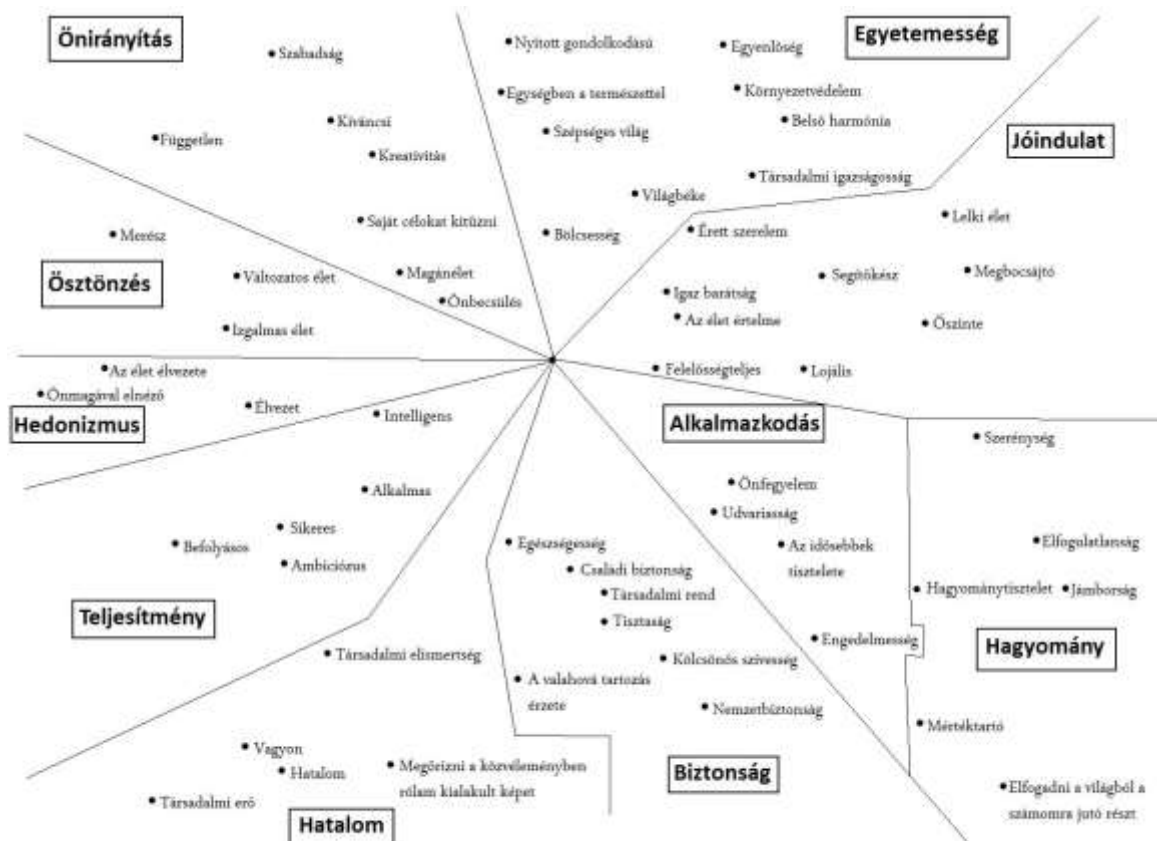 Önirányítás
Szabadság
Kíváncsi
Független
Kreativitás
Saját célokat kitűzni
Magánélet
Önbecsülés
Egyetemesség
Nyitott gondolkodású
Egyenlőség
Egységben a természettel
Környezetvédelem
Szépséges világ
Belső harmónia
Társadalmi igazságosság
Világbéke
Bölcsesség
Jóindulat
Lelki élet
Érett szerelem
Segítőkész
Megbocsájtó
Igaz barátság
Az élet értelme
Őszinte
Felelősségteljes
Lojális
Ösztönzés
Merész
Változatos élet
Izgalmas élet
Hedonizmus
Az élet élvezete
Önmagával elnéző
Élvezet
Teljesítmény
Intelligens
Alkalmas
Sikeres
Befolyásos
Ambiciózus
Hatalom
Társadalmi elismertség
Vagyon
Hatalom
Megőrizni a közvéleményben
rólam kialakult képet
Társadalmi erő
Biztonság
Egészségesség
Családi biztonság
Társadalmi rend
Tisztaság
Kölcsönös szívesség
A valahová tartozás
érzete
Nemzetbiztonság
Alkalmazkodás
Önfegyelem
Udvariasság
Az idősebbek
tisztelete
Engedelmesség
Hagyomány
Szerénység
Elfogulatlanság
Hagyománytisztelet
Jámborság
Mértéktartó
Elfogadni a világból a
számomra jutó részt